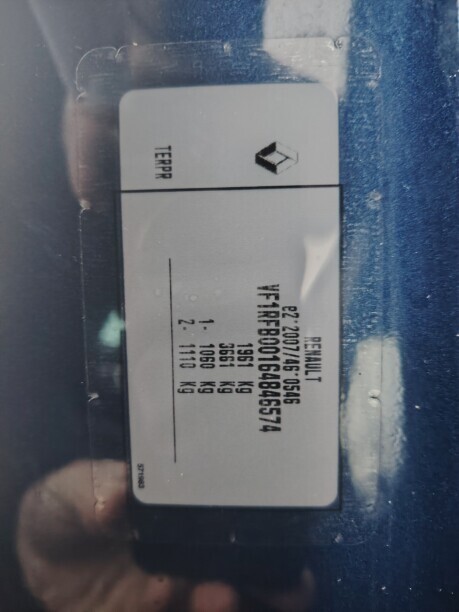 RENAULT
e2*2007/46*0546
VF1RFB00164846574
1961 Kg
3661 Kg
1- 1060 Kg
2- 1110 Kg
TERPR